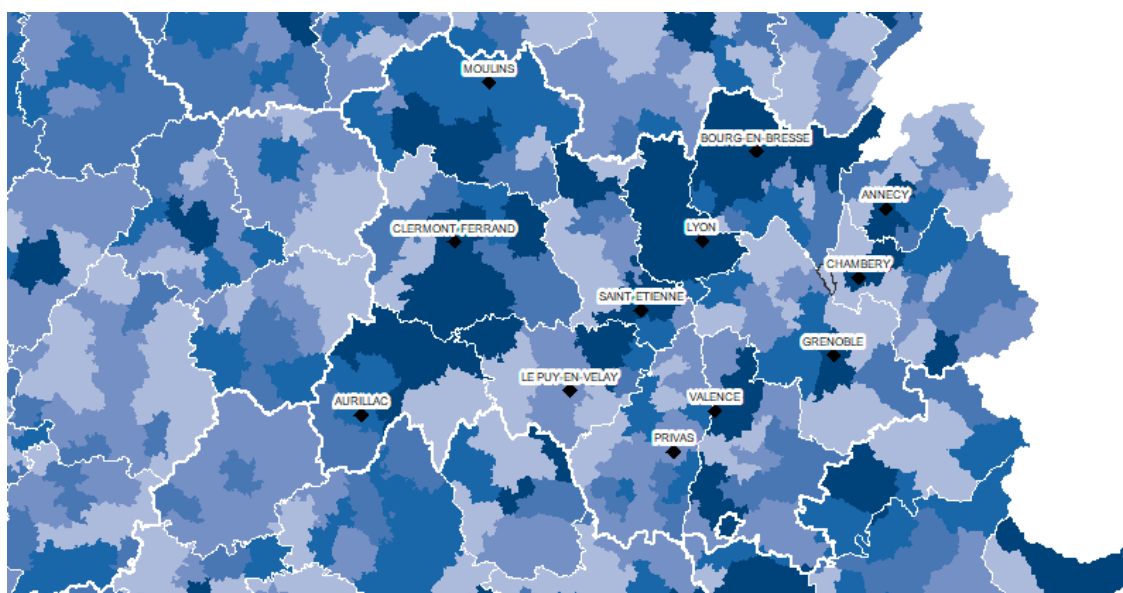 MOULINS
BOURG-EN-BRESSE
ANNECY
CLERMONT-FERRAND
LYON
CHAMBERY
SAINT-ETIENNE
GRENOBLE
LE PUY-EN-VELAY
AURILLAC
VALENCE
PRIVAS